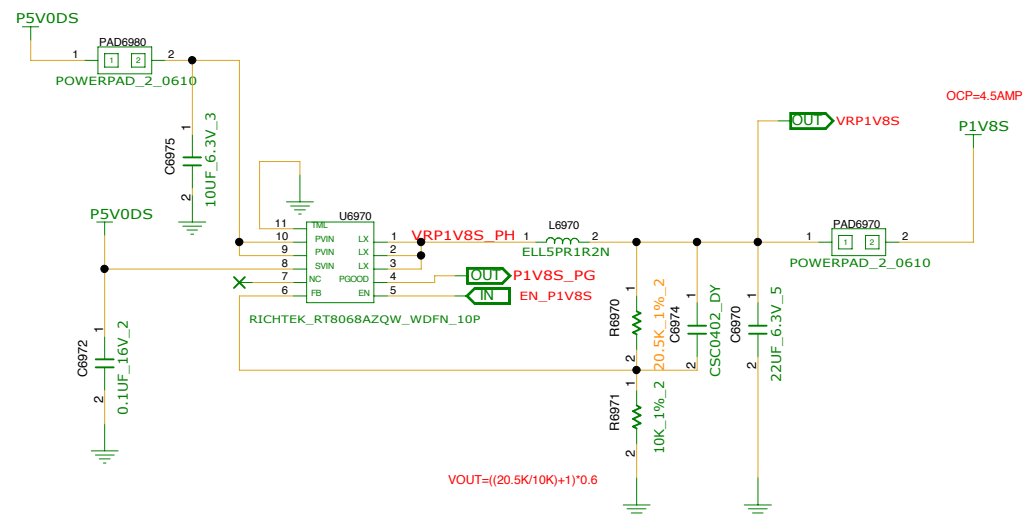 P5V0DS
PAD6980
1
1
2
2
POWERPAD_2_0610
1
C6975
2
10UF_6.3V_3
P5V0DS
1
C6972
2
0.1UF_16V_2
U6970
11 TML
10 PVIN LX 1
9 PVIN LX 2
8 SVIN LX 3
7 NC PGOOD 4
6 FB EN 5
RICHTEK_RT8068AZQW_WDFN_10P
VRP1V8S_PH
OUT P1V8S_PG
IN EN_P1V8S
L6970
1 2
ELL5PR1R2N
1
R6970
2
20.5K_1%_2
1
C6974
2
CSC0402_DY
1
C6970
2
22UF_6.3V_5
1
R6971
2
10K_1%_2
VOUT=((20.5K/10K)+1)*0.6
OUT VRP1V8S
OCP=4.5AMP
P1V8S
PAD6970
1
1
2
2
POWERPAD_2_0610